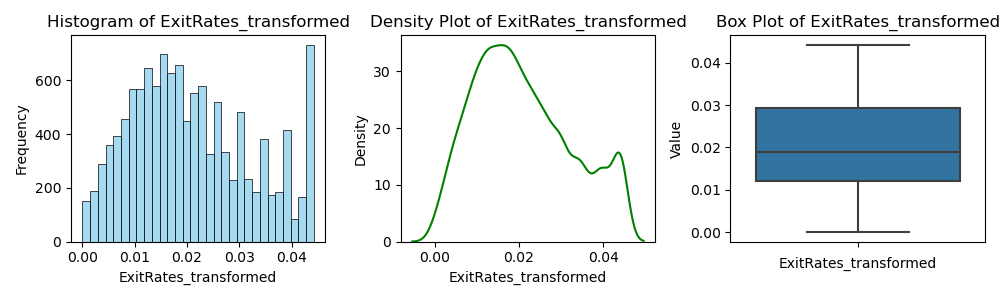 Histogram of ExitRates_transformed
Frequency
600
400
200
0
0.00 0.01 0.02 0.03 0.04
ExitRates_transformed
Density Plot of ExitRates_transformed
Density
30
20
10
0
0.00 0.02 0.04
ExitRates_transformed
Box Plot of ExitRates_transformed
Value
0.04
0.03
0.02
0.01
0.00
ExitRates_transformed